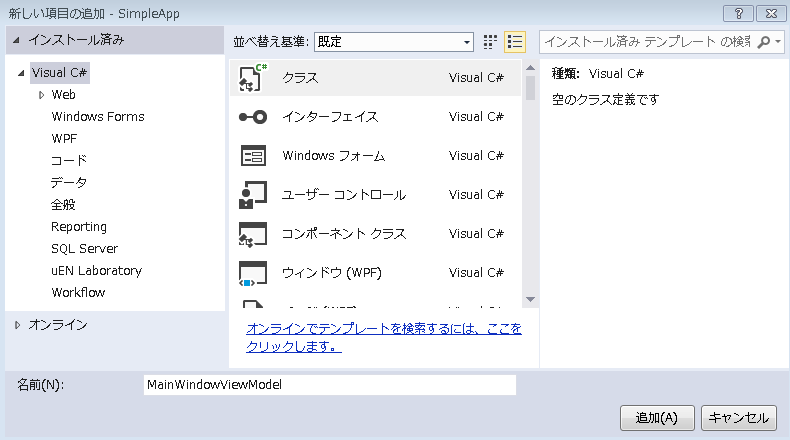 新しい項目の追加 - SimpleApp
インストール済み
並べ替え基準: 既定
インストール済み テンプレート の検索
Visual C#
Web
Windows Forms
WPF
コード
データ
全般
Reporting
SQL Server
uEN Laboratory
Workflow
オンライン
クラス Visual C#
インターフェイス Visual C#
Windows フォーム Visual C#
ユーザー コントロール Visual C#
コンポーネント クラス Visual C#
ウィンドウ (WPF) Visual C#
オンラインでテンプレートを検索するには、ここを
クリックします。
種類: Visual C#
空のクラス定義です
名前(N): MainWindowViewModel
追加(A) キャンセル